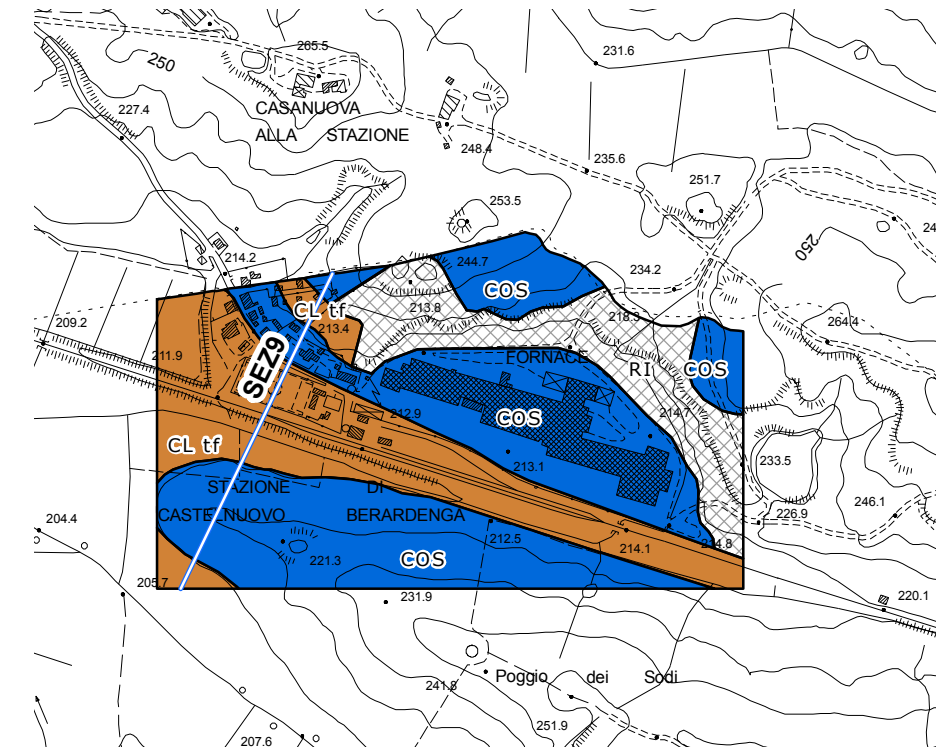 265.5
231.6
250
CASANUOVA
227.4
ALLA STAZIONE
248.4
235.6
251.7
253.5
24
250
214.2
244.7
234.2
COS
CL tf
213.8
218.3
264.4
209.2
213.4
211.9
FORNACE
RI
COS
SEZ9
212.9
COS
214.7
CL tf
213.1
233.5
STAZIONE DI
246.1
204.4
CASTE NUOVO BERARDENGA
226.9
212.5
214.1
214.8
221.3
COS
205.7
231.9
220.1
Poggio dei Sodi
241.8
251.9
207.6